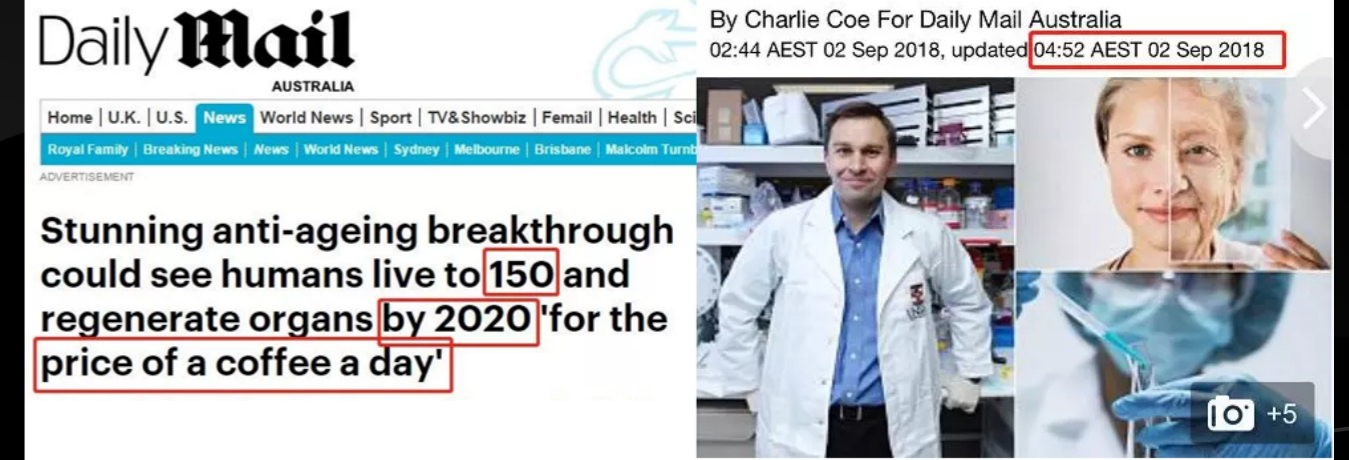 Daily Mail
AUSTRALIA
Home | U.K. | U.S. News World News | Sport | TV&Showbiz | Femail | Health | Sci
Royal Family | Breaking News | News | World News | Sydney | Melbourne | Brisbane | Malcolm Turnb
ADVERTISEMENT
Stunning anti-ageing breakthrough
could see humans live to 150 and
regenerate organs by 2020 'for the
price of a coffee a day'
By Charlie Coe For Daily Mail Australia
02:44 AEST 02 Sep 2018, updated 04:52 AEST 02 Sep 2018
+5